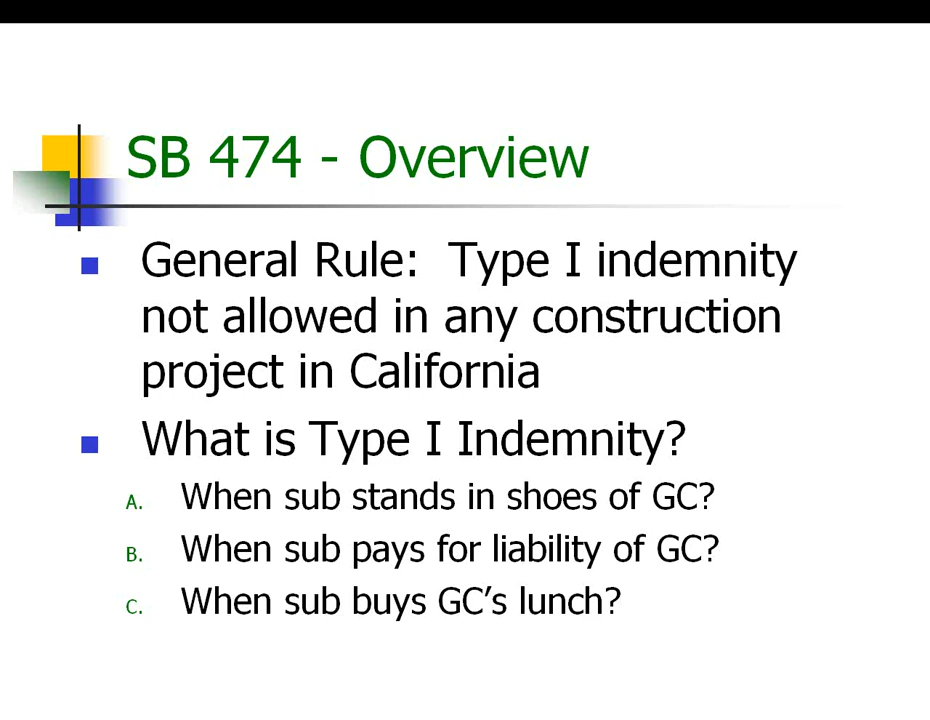 SB 474 - Overview
General Rule:  Type I indemnity
not allowed in any construction
project in California
What is Type I Indemnity?
A. When sub stands in shoes of GC?
B. When sub pays for liability of GC?
C. When sub buys GC’s lunch?